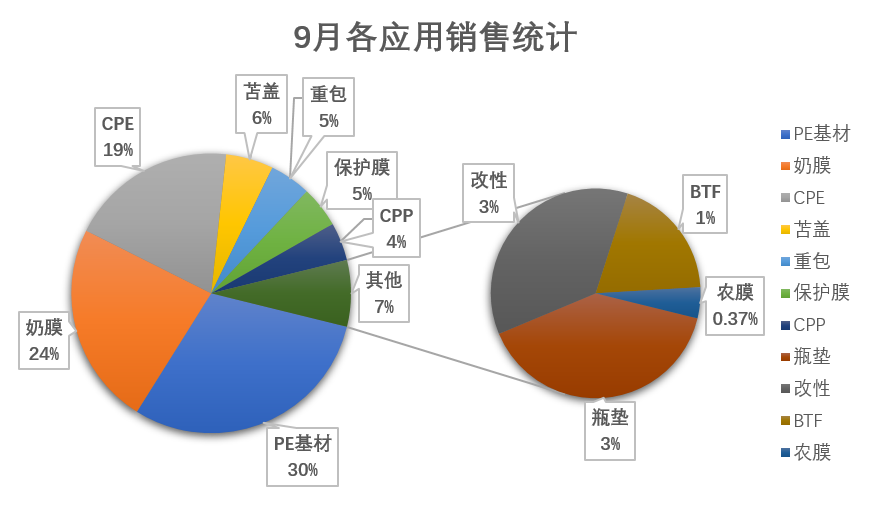 9月各应用销售统计
CPE
19%
苫盖
6%
重包
5%
保护膜
5%
CPP
4%
其他
7%
奶膜
24%
PE基材
30%
改性
3%
BTF
1%
农膜
0.37%
瓶垫
3%
PE基材
奶膜
CPE
苫盖
重包
保护膜
CPP
瓶垫
改性
BTF
农膜